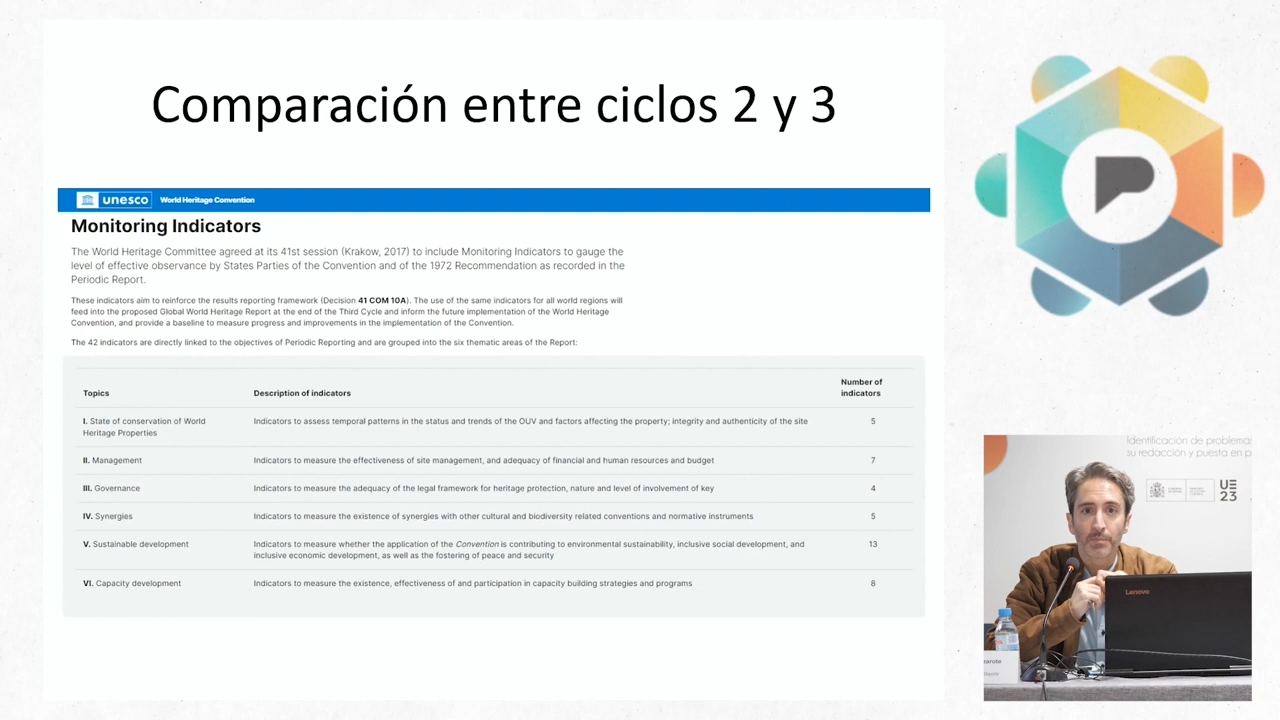 Comparación entre ciclos 2 y 3
unesco World Heritage Convention
Monitoring Indicators
The World Heritage Committee agreed at its 41st session (Krakow, 2017) to include Monitoring Indicators to gauge the
level of effective observance by States Parties of the Convention and of the 1972 Recommendation as recorded in the
Periodic Report.
These indicators aim to reinforce the results reporting framework (Decision 41 COM 10A). The use of the same indicators for all world regions will
feed into the proposed Global World Heritage Report at the end of the Third Cycle and inform the future implementation of the World Heritage
Convention, and provide a baseline to measure progress and improvements in the implementation of the Convention.
The 42 indicators are directly linked to the objectives of Periodic Reporting and are grouped into the six thematic areas of the Report:
Topics Description of indicators Number of
indicators
I. State of conservation of World Indicators to assess temporal patterns in the status and trends of the OUV and factors affecting the property; integrity and authenticity of the site 5
Heritage Properties
II. Management Indicators to measure the effectiveness of site management, and adequacy of financial and human resources and budget 7
III. Governance Indicators to measure the adequacy of the legal framework for heritage protection, nature and level of involvement of key 4
IV. Synergies Indicators to measure the existence of synergies with other cultural and biodiversity related conventions and normative instruments 5
V. Sustainable development Indicators to measure whether the application of the Convention is contributing to environmental sustainability, inclusive social development, and 13
inclusive economic development, as well as the fostering of peace and security
VI. Capacity development Indicators to measure the existence, effectiveness of and participation in capacity building strategies and programs 8
Identificación de problemas
su redacción y puesta en p
UE
23
Lenovo
zarote